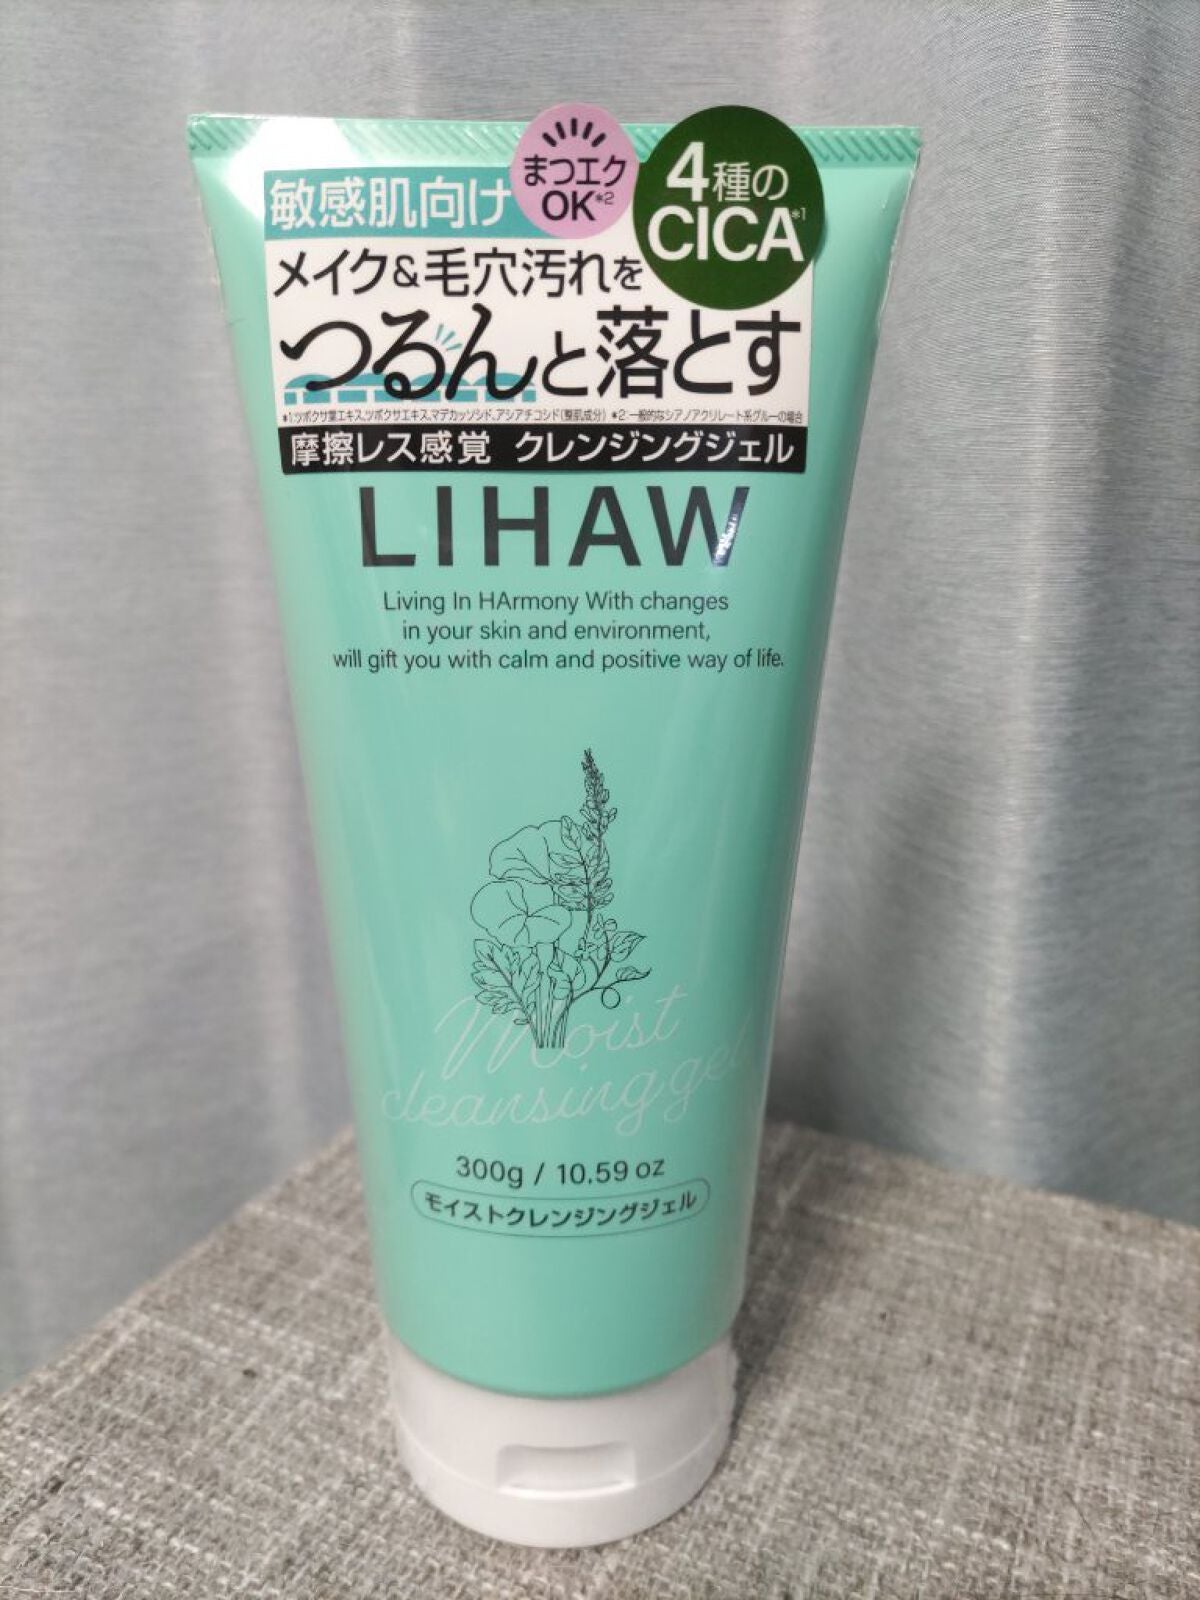 まつエク
OK*2
4種の
CICA*1
敏感肌向け
メイク&毛穴汚れを
つるんと落とす
*1:ツボクサ葉エキス、ツボクサエキス、マデカッソシド、アシアチコシド(整肌成分) *2:一般的なシアノアクリレート系グルーの場合
摩擦レス感覚 クレンジングジェル
LIHAW
Living In HArmony With changes
in your skin and environment,
will gift you with calm and positive way of life.
Moist
cleansing gel
300g / 10.59 oz
モイストクレンジングジェル